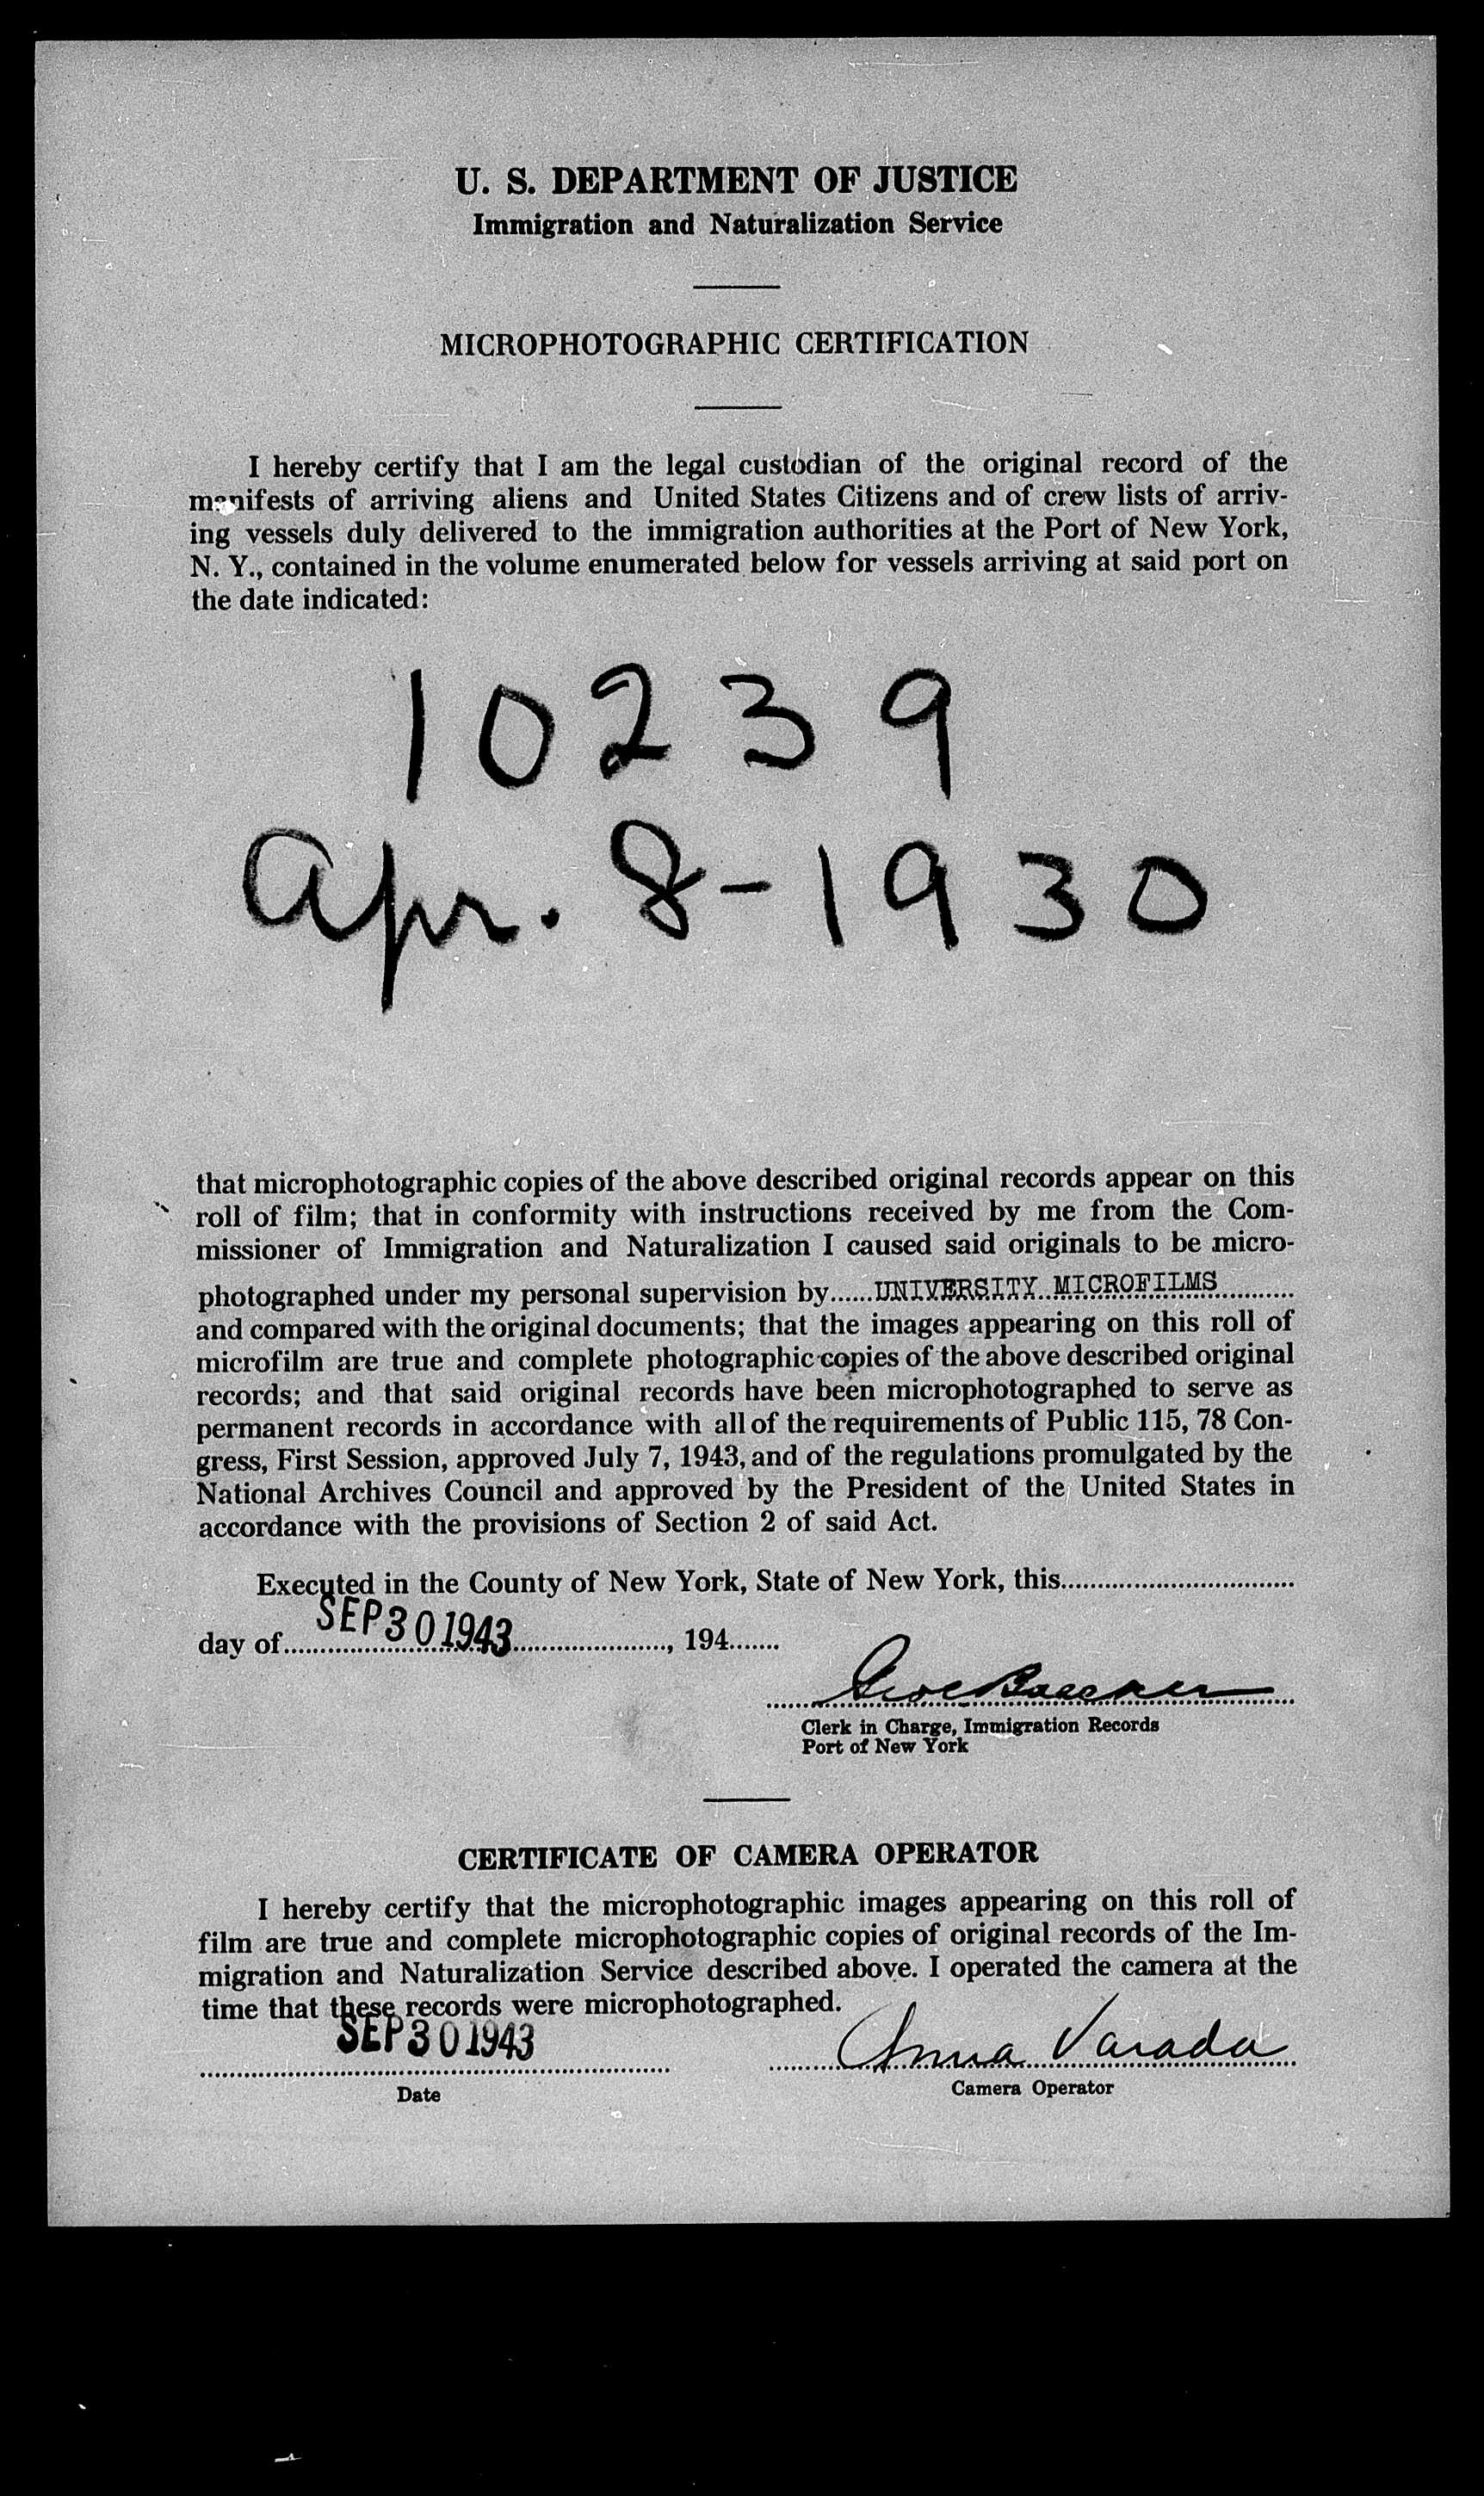 U. S. DEPARTMENT OF JUSTICE
Immigration and Naturalization Service
MICROPHOTOGRAPHIC CERTIFICATION
I hereby certify that I am the legal custodian of the original record of the
manifests of arriving aliens and United States Citizens and of crew lists of arriv-
ing vessels duly delivered to the immigration authorities at the Port of New York,
N. Y., contained in the volume enumerated below for vessels arriving at said port on
the date indicated:
10239
Apr. 8-1930
that microphotographic copies of the above described original records appear on this
roll of film; that in conformity with instructions received by me from the Com-
missioner of Immigration and Naturalization I caused said originals to be micro-
photographed under my personal supervision by......UNIVERSITY MICROFILMS..........
and compared with the original documents; that the images appearing on this roll of
microfilm are true and complete photographic copies of the above described original
records; and that said original records have been microphotographed to serve as
permanent records in accordance with all of the requirements of Public 115, 78 Con-
gress, First Session, approved July 7, 1943, and of the regulations promulgated by the
National Archives Council and approved by the President of the United States in
accordance with the provisions of Section 2 of said Act.
Executed in the County of New York, State of New York, this................................
day of......SEP 30 1943......................, 194.......
Clerk in Charge, Immigration Records
Port of New York
CERTIFICATE OF CAMERA OPERATOR
I hereby certify that the microphotographic images appearing on this roll of
film are true and complete microphotographic copies of original records of the Im-
migration and Naturalization Service described above. I operated the camera at the
time that these records were microphotographed.
SEP 30 1943 Anna Varada
Date Camera Operator